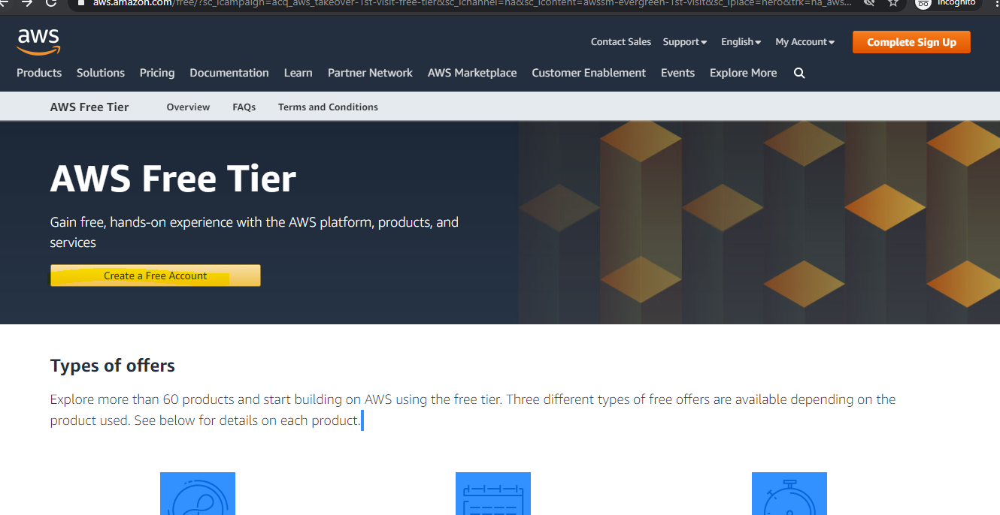 aws.amazon.com/free/?sc_icampaign=acq_aws_takeover-1st-visit-free-tier&sc_ichannel=ha&sc_icontent=awssm-evergreen-1st-visit&sc_iplace=hero&trk=ha_aws...
Incognito
aws
Contact Sales Support English My Account Complete Sign Up
Products Solutions Pricing Documentation Learn Partner Network AWS Marketplace Customer Enablement Events Explore More
AWS Free Tier Overview FAQs Terms and Conditions
AWS Free Tier
Gain free, hands-on experience with the AWS platform, products, and
services
Create a Free Account
Types of offers
Explore more than 60 products and start building on AWS using the free tier. Three different types of free offers are available depending on the
product used. See below for details on each product.